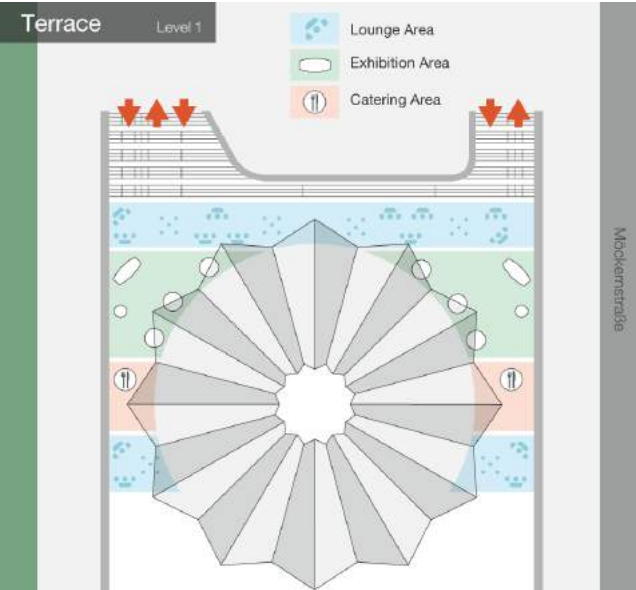 Terrace Level 1
Lounge Area
Exhibition Area
Catering Area
Möckernstraße